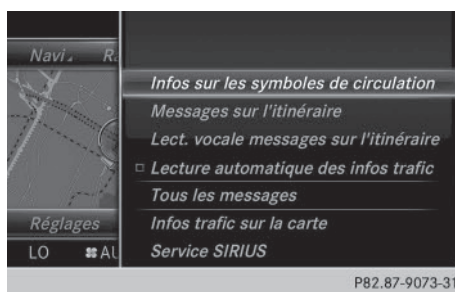 Navi
Infos sur les symboles de circulation
Messages sur l'itinéraire
Lect. vocale messages sur l'itinéraire
Lecture automatique des infos trafic
Tous les messages
Réglages
Infos trafic sur la carte
LO
Service SIRIUS
P82.87-9073-31